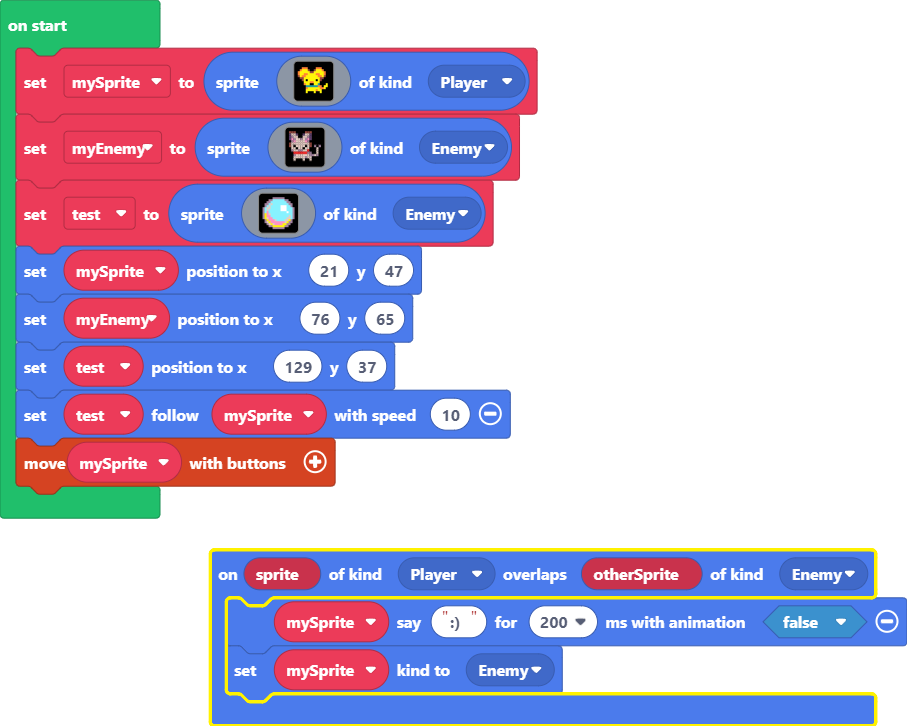 on start
set mySprite to sprite of kind Player
set myEnemy to sprite of kind Enemy
set test to sprite of kind Enemy
set mySprite position to x 21 y 47
set myEnemy position to x 76 y 65
set test position to x 129 y 37
set test follow mySprite with speed 10
move mySprite with buttons
on sprite of kind Player overlaps otherSprite of kind Enemy
mySprite say ":) " for 200 ms with animation false
set mySprite kind to Enemy